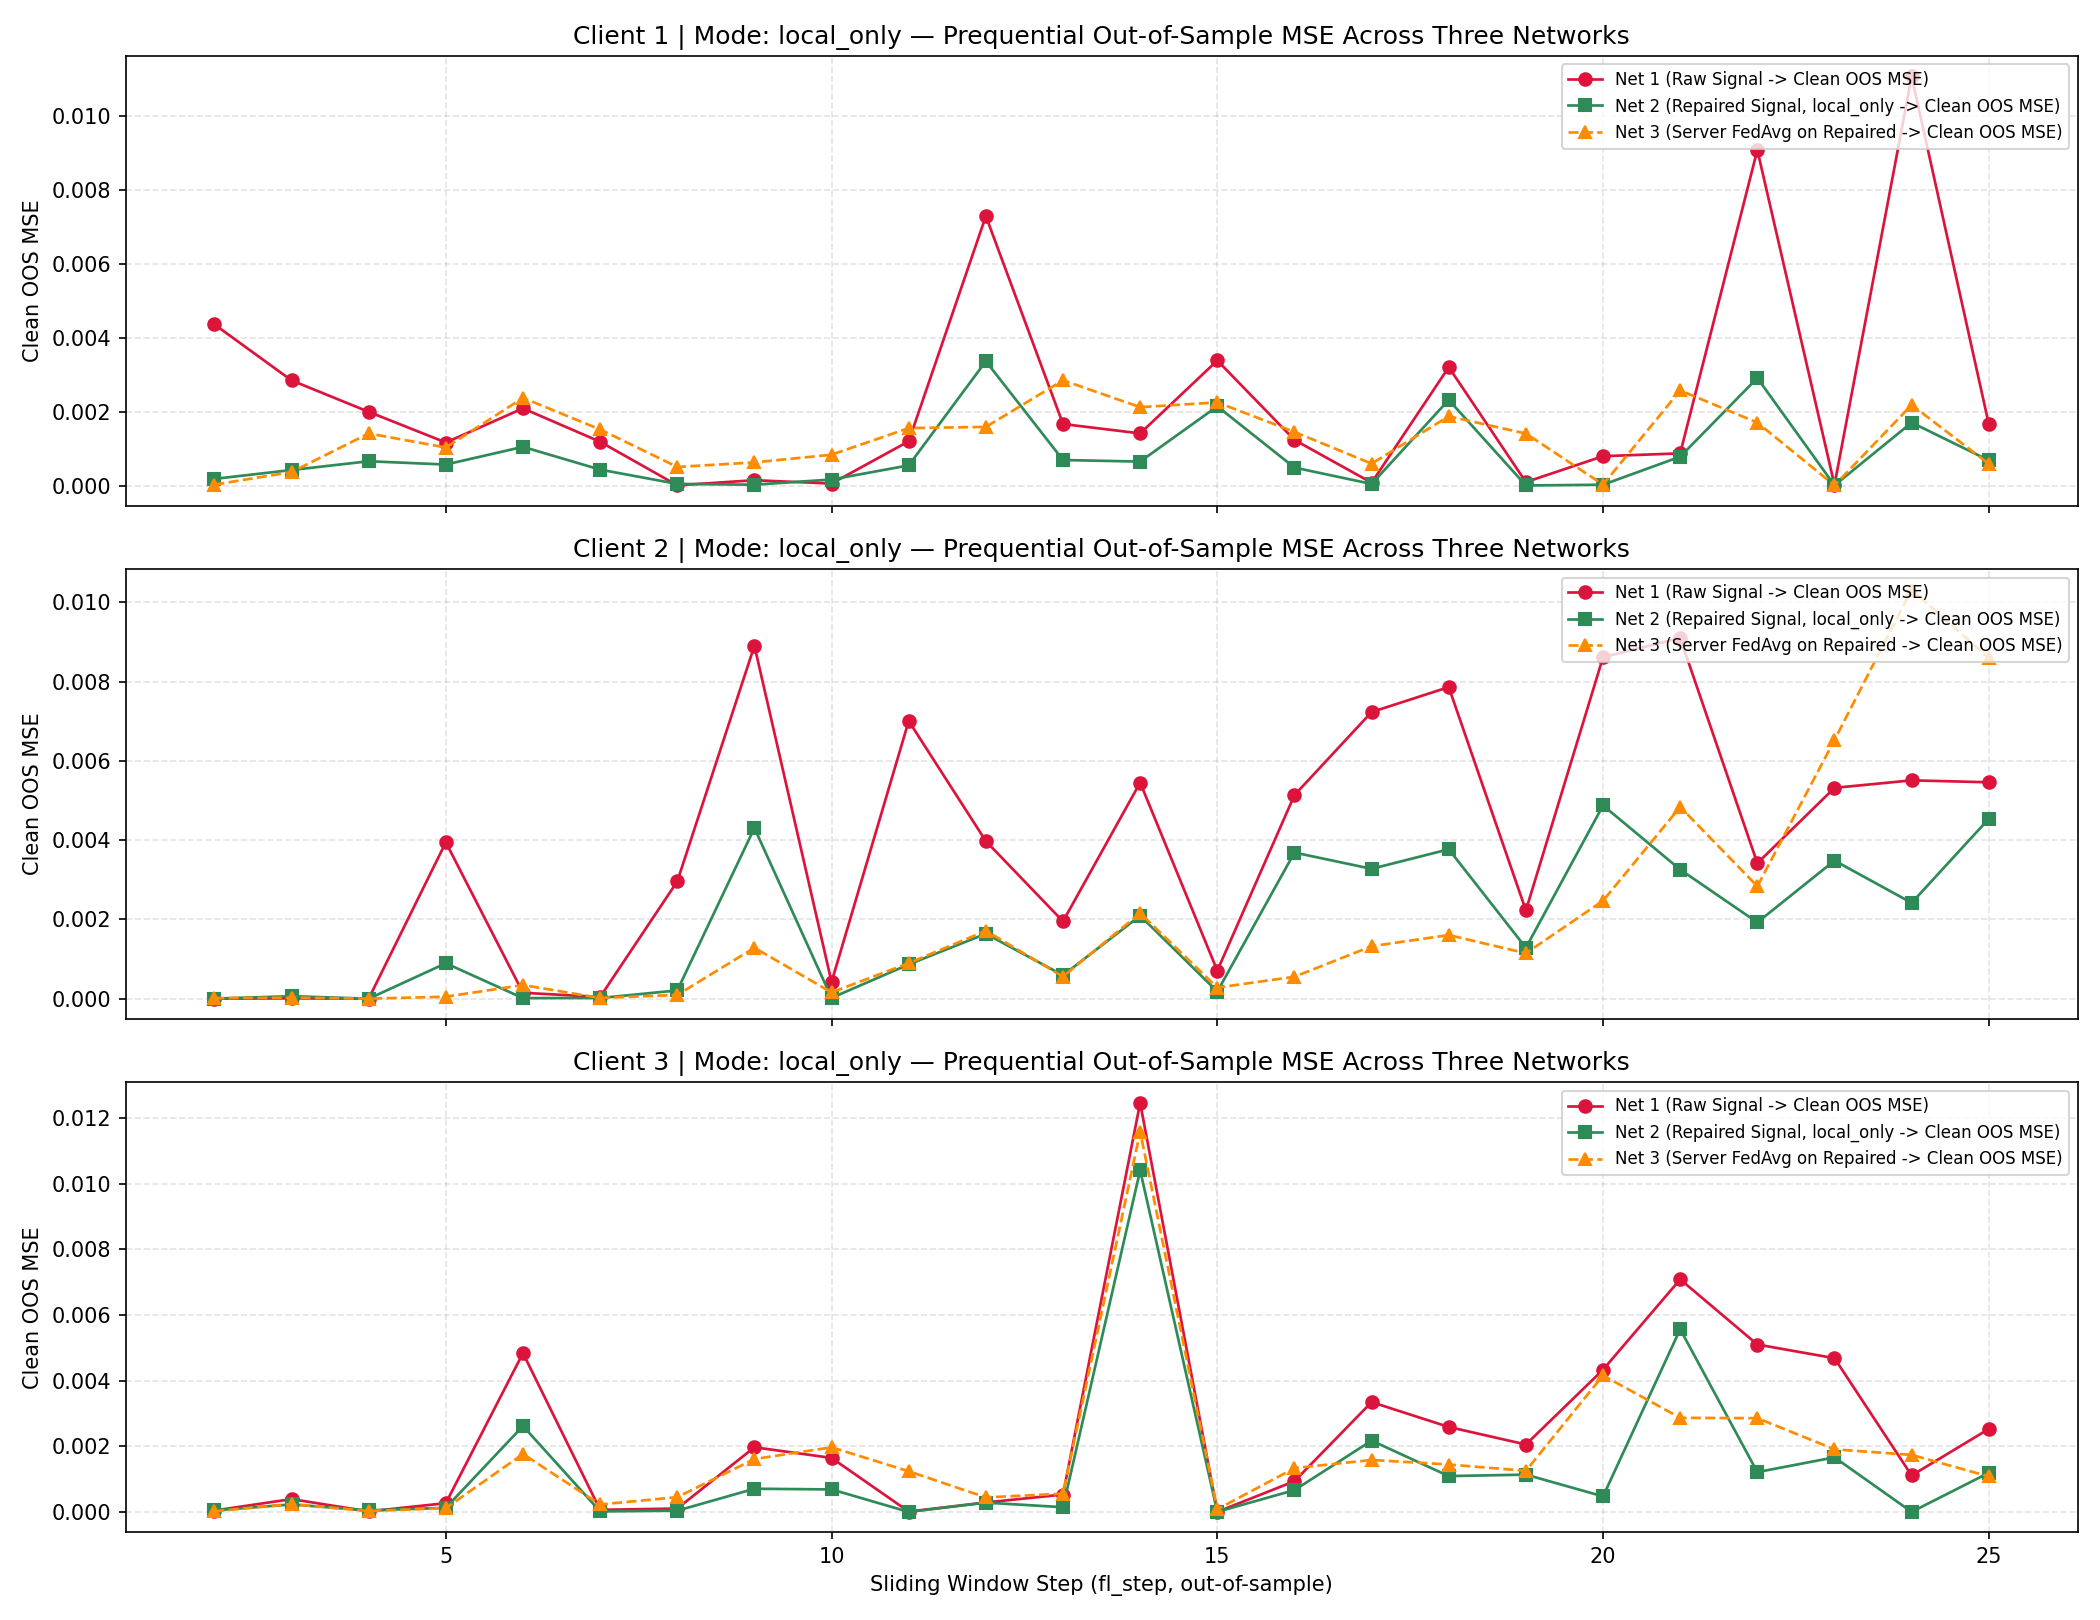 Client 1 | Mode: local_only — Prequential Out-of-Sample MSE Across Three Networks
Clean OOS MSE
0.010
0.008
0.006
0.004
0.002
0.000
Net 1 (Raw Signal -> Clean OOS MSE)
Net 2 (Repaired Signal, local_only -> Clean OOS MSE)
Net 3 (Server FedAvg on Repaired -> Clean OOS MSE)
Client 2 | Mode: local_only — Prequential Out-of-Sample MSE Across Three Networks
Clean OOS MSE
0.010
0.008
0.006
0.004
0.002
0.000
Net 1 (Raw Signal -> Clean OOS MSE)
Net 2 (Repaired Signal, local_only -> Clean OOS MSE)
Net 3 (Server FedAvg on Repaired -> Clean OOS MSE)
Client 3 | Mode: local_only — Prequential Out-of-Sample MSE Across Three Networks
Clean OOS MSE
0.012
0.010
0.008
0.006
0.004
0.002
0.000
Net 1 (Raw Signal -> Clean OOS MSE)
Net 2 (Repaired Signal, local_only -> Clean OOS MSE)
Net 3 (Server FedAvg on Repaired -> Clean OOS MSE)
5 10 15 20 25
Sliding Window Step (fl_step, out-of-sample)